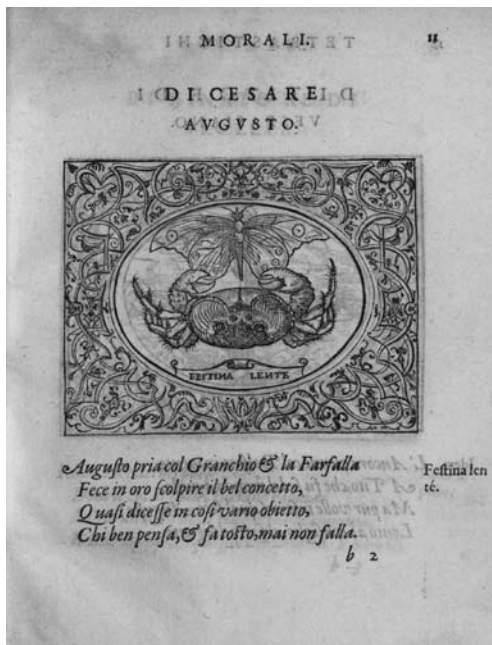 MORALI. 11
DI CESARE
AVGVSTO.
FESTINA LENTE
Auguſto pria col Granchio & la Farfalla
Fece in oro ſcolpire il bel concetto,
Quaſi diceſſe in coſi vario obietto,
Chi ben penſa, & fa toſto, mai non falla.
Feſtina len
té.
b 2